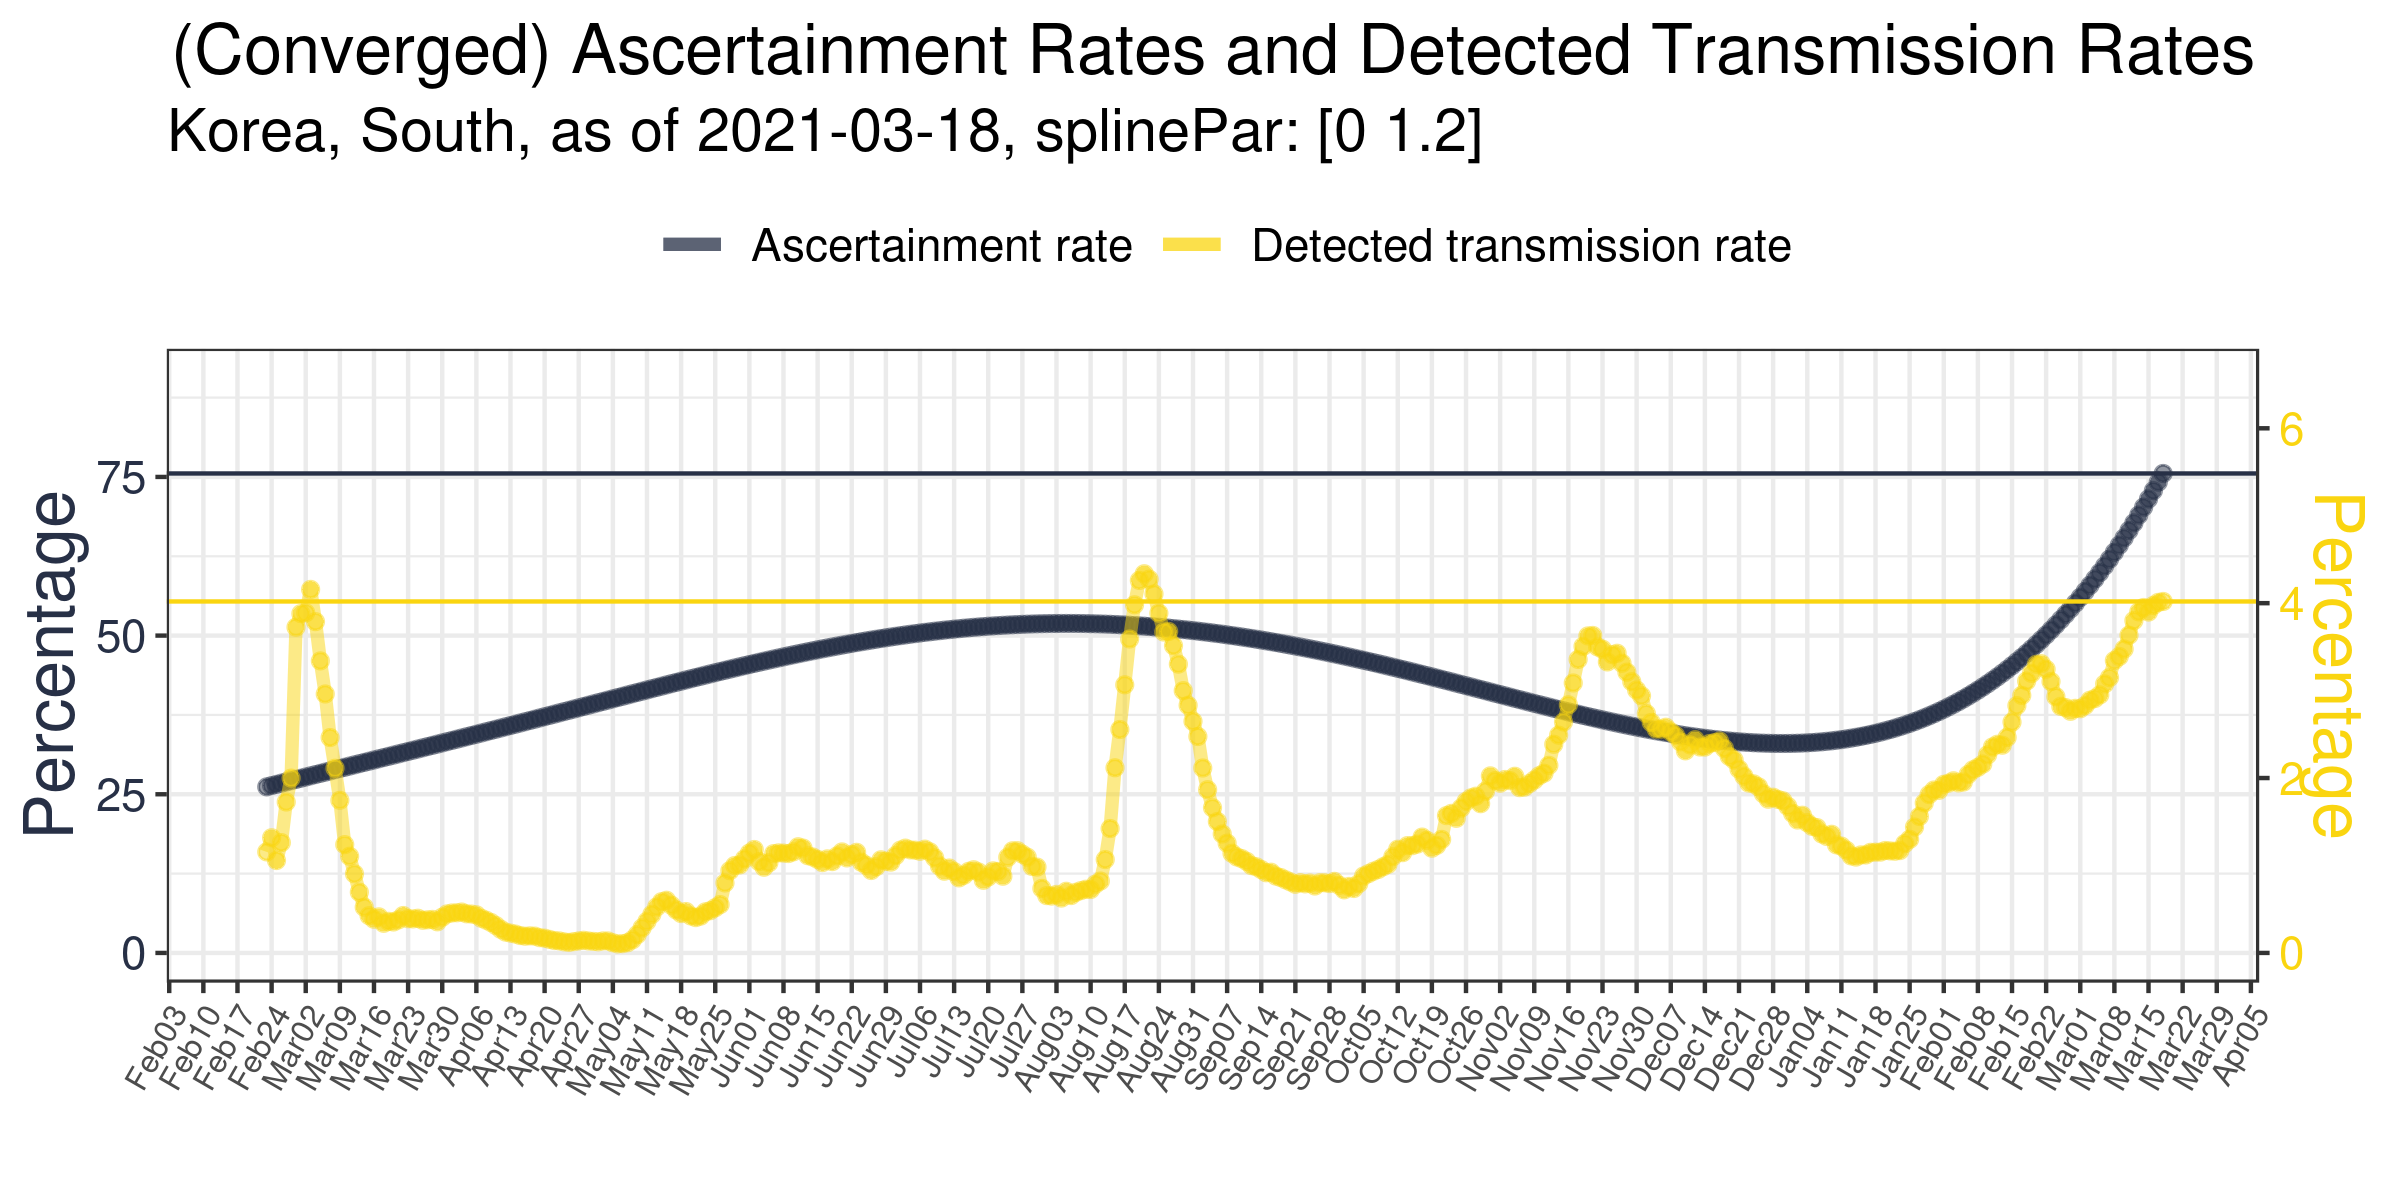 (Converged) Ascertainment Rates and Detected Transmission Rates
Korea, South, as of 2021-03-18, splinePar: [0 1.2]
Ascertainment rate
Detected transmission rate
Percentage
75
50
25
0
6
4
2
0
Percentage
Feb03
Feb10
Feb17
Feb24
Mar02
Mar09
Mar16
Mar23
Mar30
Apr06
Apr13
Apr20
Apr27
May04
May11
May18
May25
Jun01
Jun08
Jun15
Jun22
Jun29
Jul06
Jul13
Jul20
Jul27
Aug03
Aug10
Aug17
Aug24
Aug31
Sep07
Sep14
Sep21
Sep28
Oct05
Oct12
Oct19
Oct26
Nov02
Nov09
Nov16
Nov23
Nov30
Dec07
Dec14
Dec21
Dec28
Jan04
Jan11
Jan18
Jan25
Feb01
Feb08
Feb15
Feb22
Mar01
Mar08
Mar15
Mar22
Mar29
Apr05